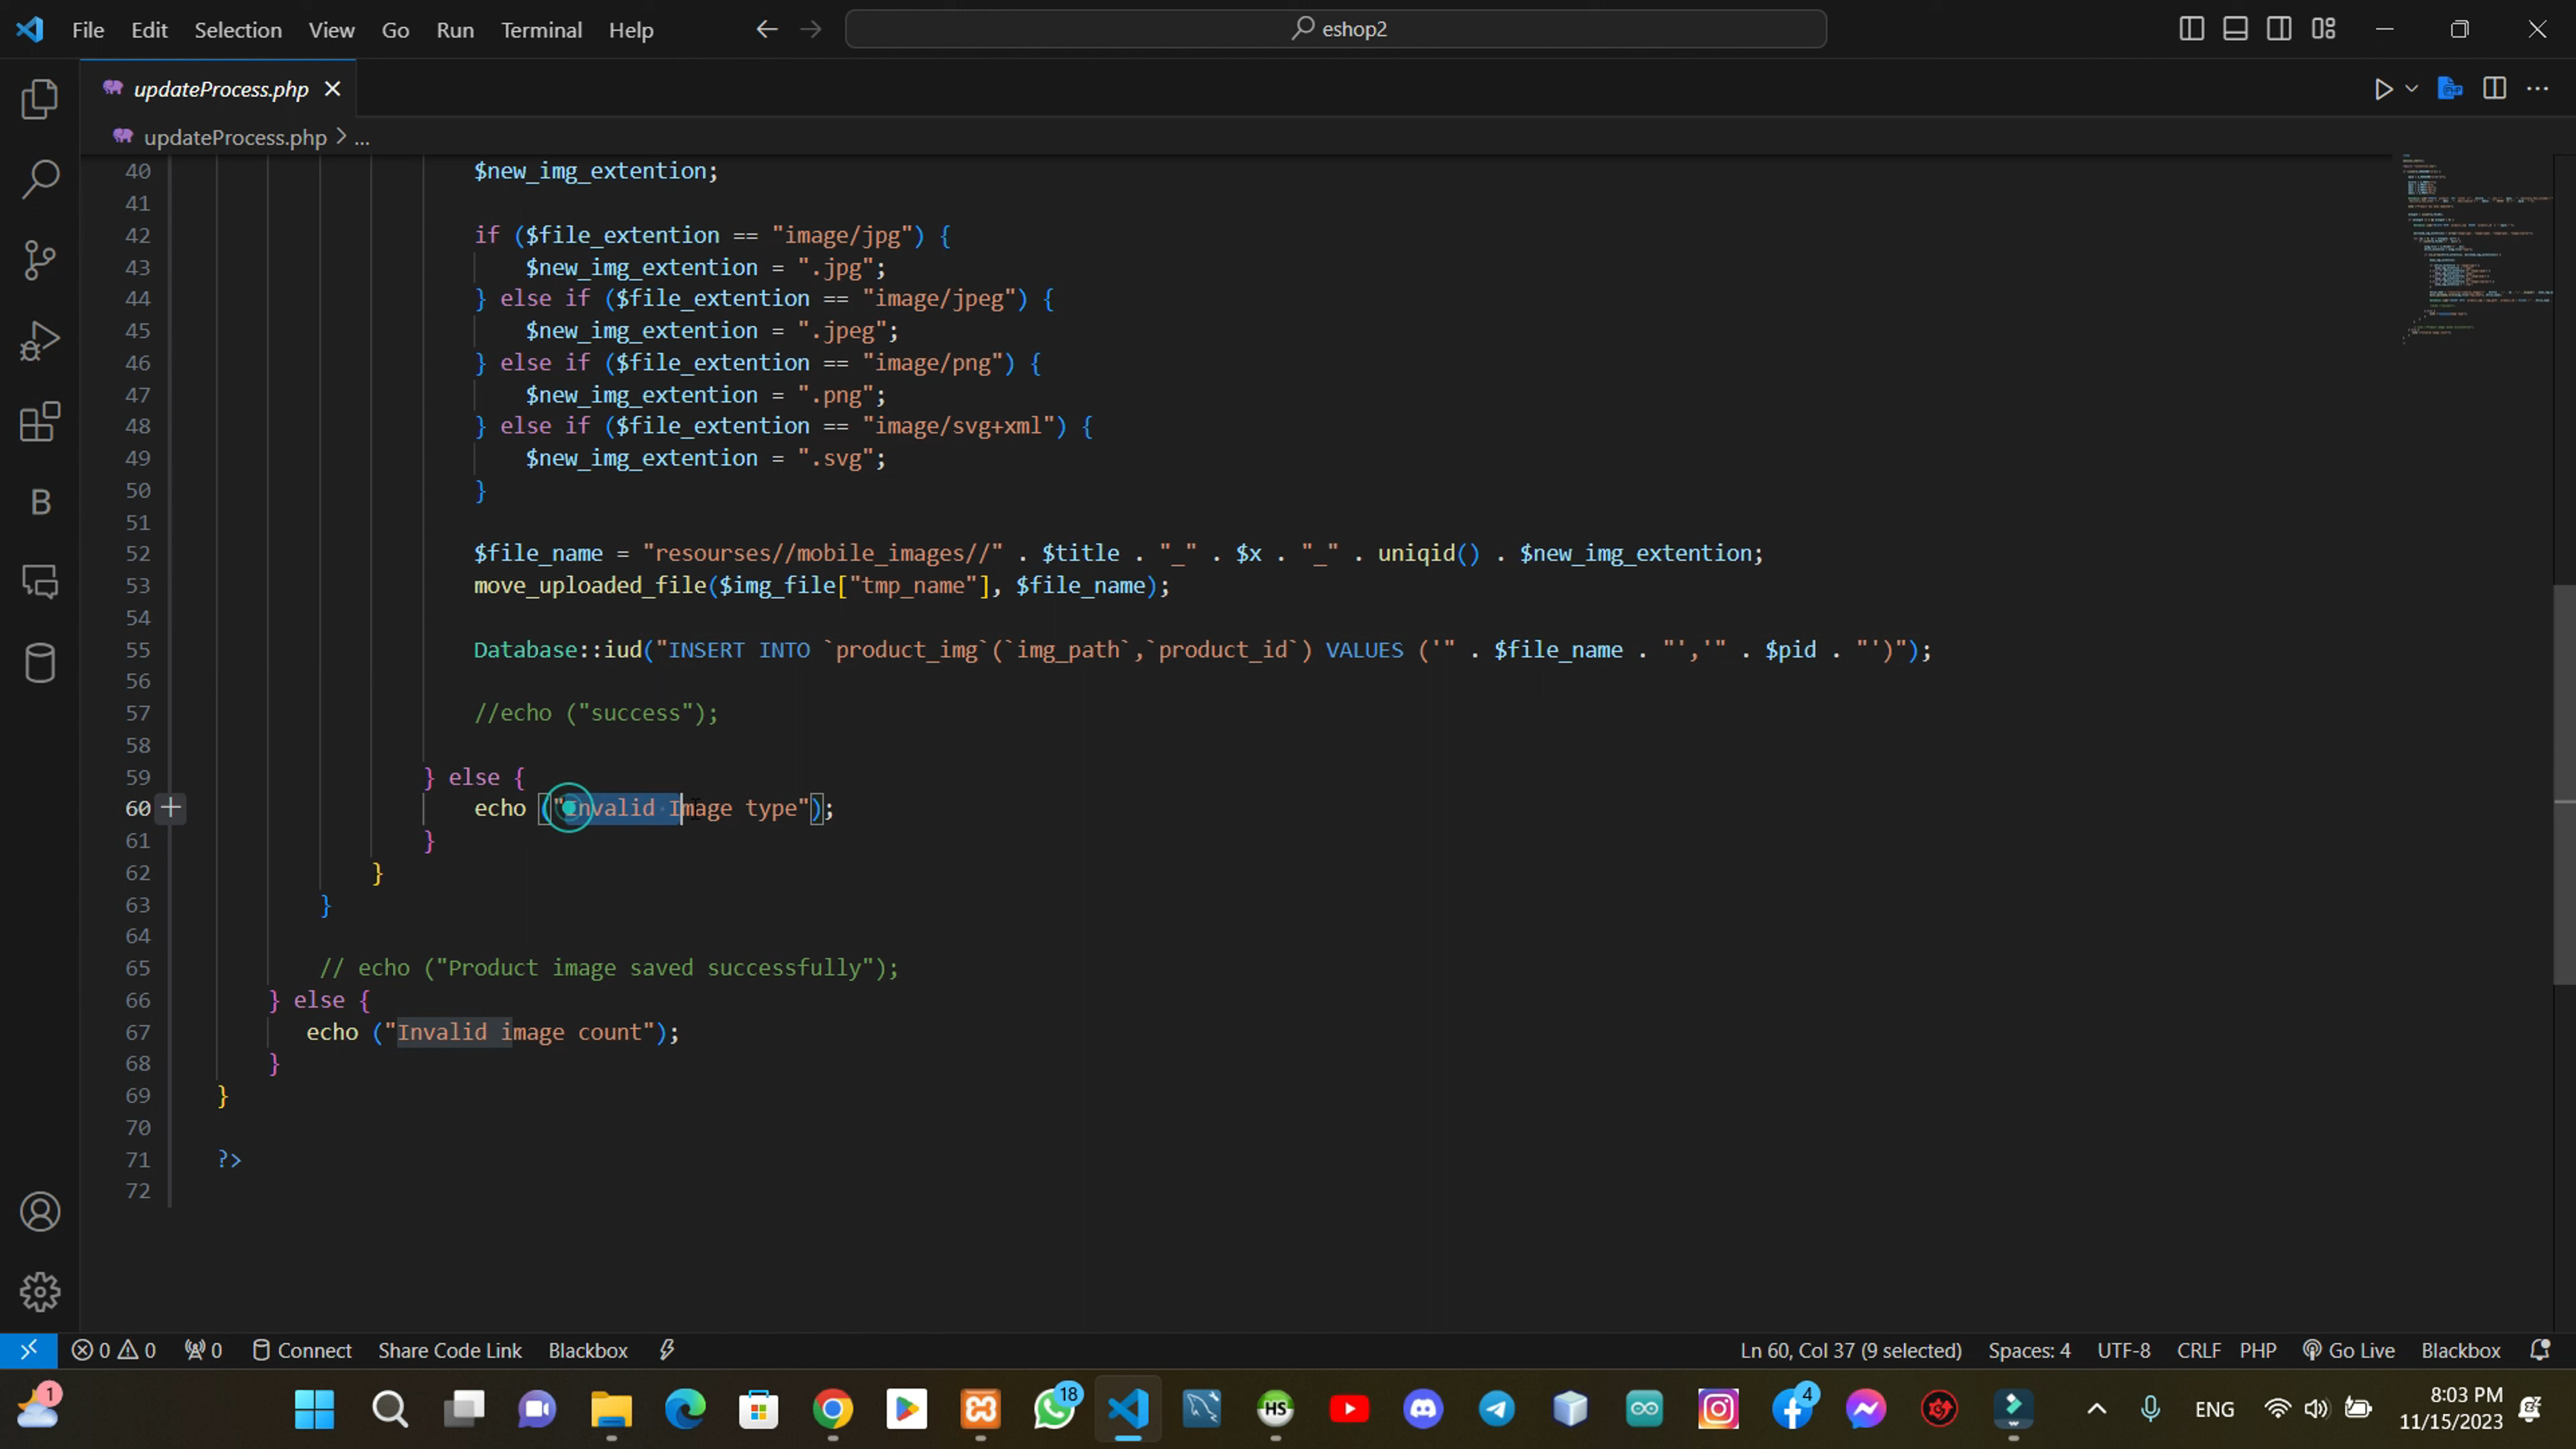 File Edit Selection View Go Run Terminal Help eshop2
updateProcess.php
updateProcess.php > ...
40 $new_img_extention;
41
42 if ($file_extention == "image/jpg") {
43 $new_img_extention = ".jpg";
44 } else if ($file_extention == "image/jpeg") {
45 $new_img_extention = ".jpeg";
46 } else if ($file_extention == "image/png") {
47 $new_img_extention = ".png";
48 } else if ($file_extention == "image/svg+xml") {
49 $new_img_extention = ".svg";
50 }
51
52 $file_name = "resourses//mobile_images//" . $title . "_" . $x . "_" . uniqid() . $new_img_extention;
53 move_uploaded_file($img_file["tmp_name"], $file_name);
54
55 Database::iud("INSERT INTO `product_img`(`img_path`,`product_id`) VALUES ('" . $file_name . "','" . $pid . "')");
56
57 //echo ("success");
58
59 } else {
60 echo ("Invalid Image type");
61 }
62 }
63 }
64
65 // echo ("Product image saved successfully");
66 } else {
67 echo ("Invalid image count");
68 }
69 }
70
71 ?>
72
0 0 0 Connect Share Code Link Blackbox Ln 60, Col 37 (9 selected) Spaces: 4 UTF-8 CRLF PHP Go Live Blackbox
1 18 HS 4 ENG 8:03 PM
11/15/2023